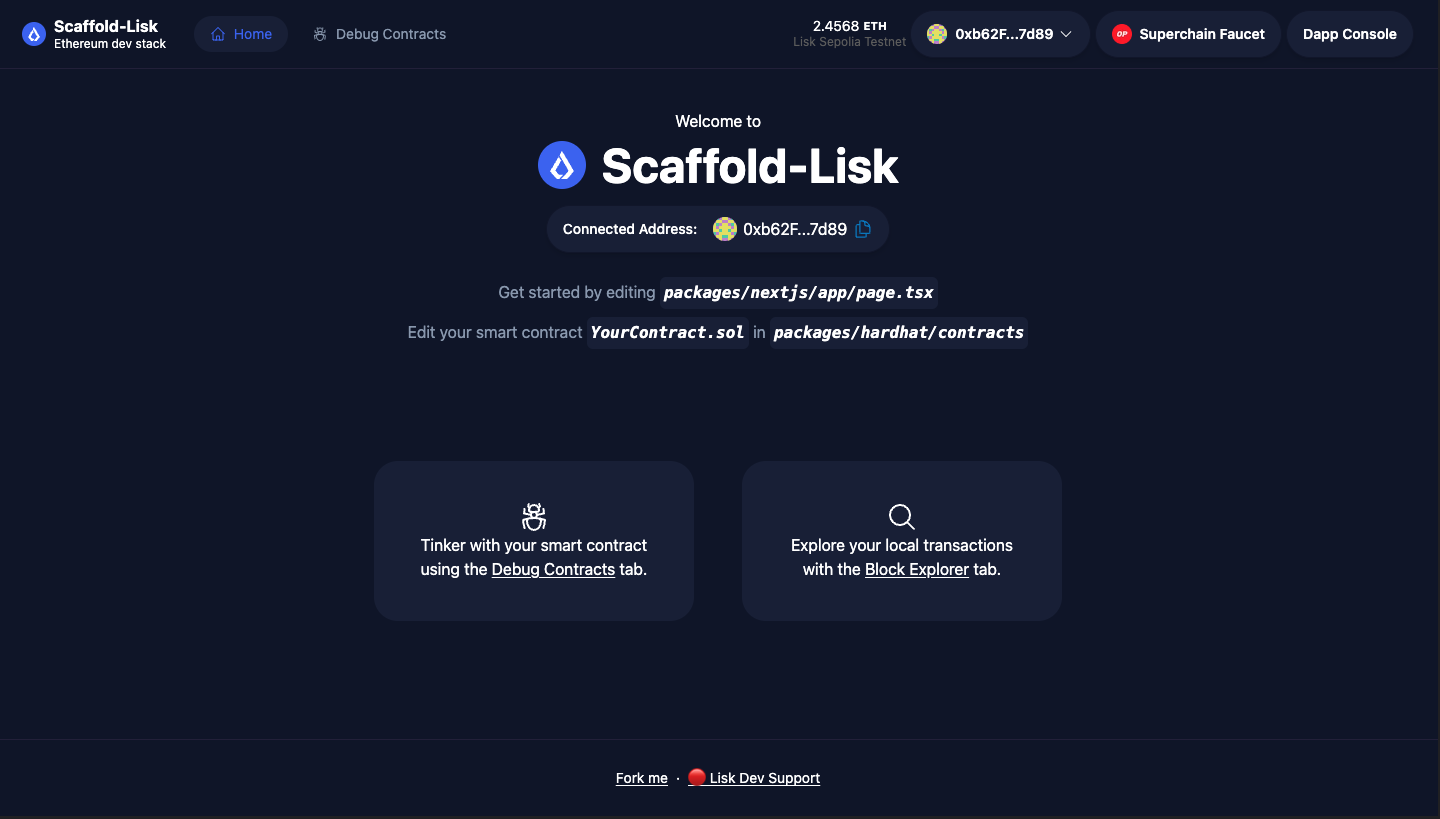 Scaffold-Lisk
Ethereum dev stack
Home
Debug Contracts
2.4568 ETH
Lisk Sepolia Testnet
0xb62F...7d89
OP
Superchain Faucet
Dapp Console
Welcome to
Scaffold-Lisk
Connected Address: 0xb62F...7d89
Get started by editing packages/nextjs/app/page.tsx
Edit your smart contract YourContract.sol in packages/hardhat/contracts
Tinker with your smart contract
using the Debug Contracts tab.
Explore your local transactions
with the Block Explorer tab.
Fork me · Lisk Dev Support